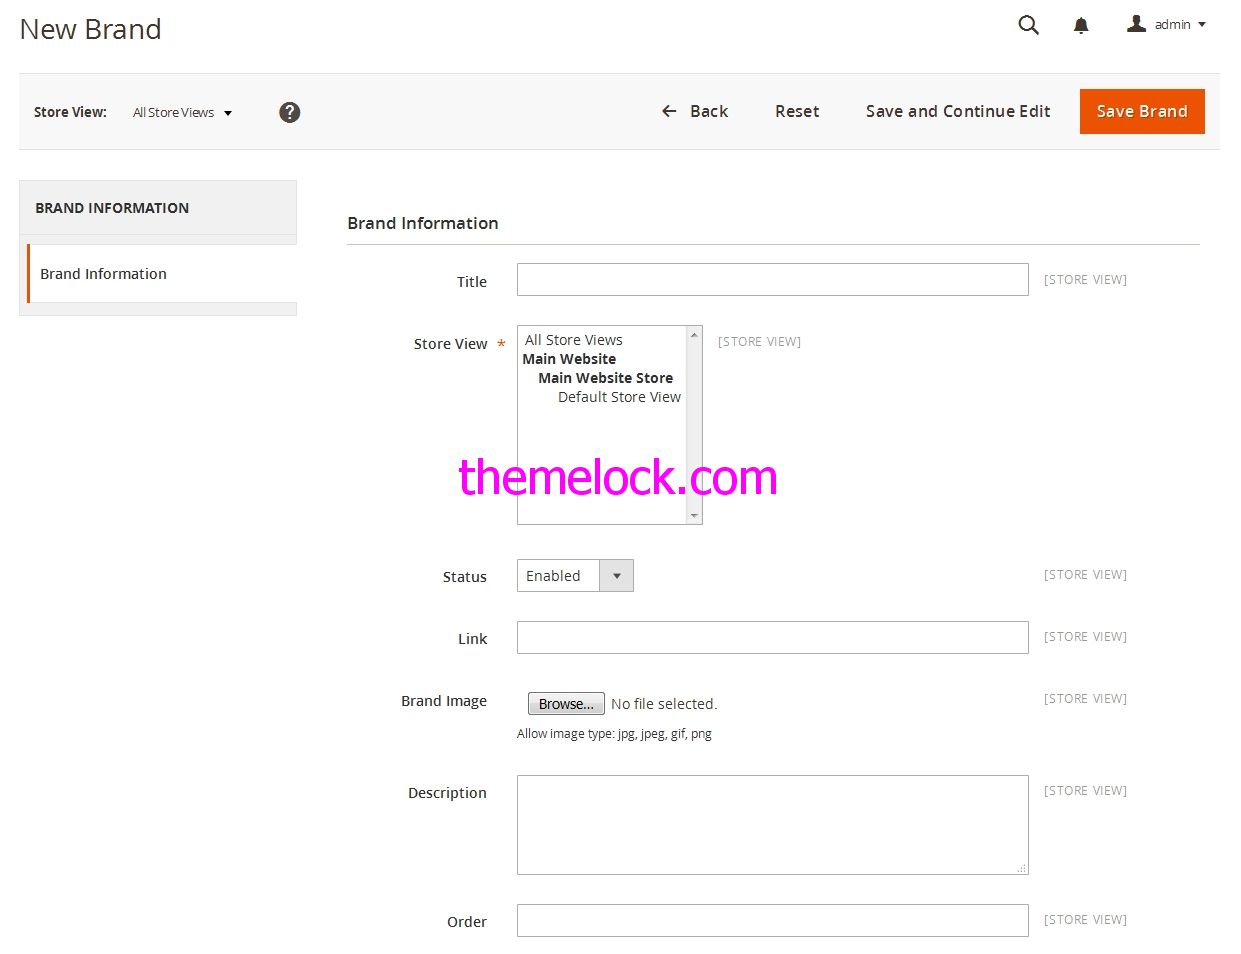 New Brand
admin
Store View: All Store Views ? Back Reset Save and Continue Edit Save Brand
BRAND INFORMATION
Brand Information
Brand Information
Title [STORE VIEW]
Store View * [STORE VIEW]
All Store Views
Main Website
Main Website Store
Default Store View
themelock.com
Status Enabled [STORE VIEW]
Link [STORE VIEW]
Brand Image Browse... No file selected. [STORE VIEW]
Allow image type: jpg, jpeg, gif, png
Description [STORE VIEW]
Order [STORE VIEW]